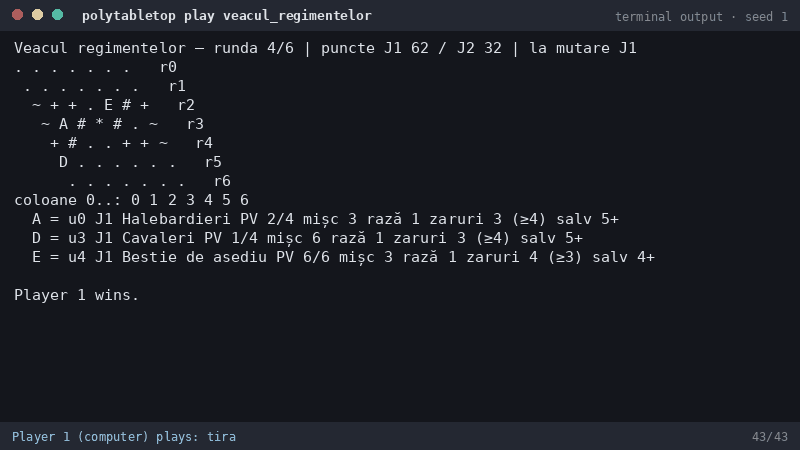 polytabletop play veacul_regimentelor
terminal output · seed 1
Veacul regimentelor — runda 4/6 | puncte J1 62 / J2 32 | la mutare J1
. . . . . . .   r0
 . . . . . . .   r1
  ~ + + . E # +   r2
   ~ A # * # . ~   r3
    + # . . + + ~   r4
     D . . . . . .   r5
      . . . . . . .   r6
coloane 0..: 0 1 2 3 4 5 6
  A = u0 J1 Halebardieri PV 2/4 mișc 3 rază 1 zaruri 3 (≥4) salv 5+
  D = u3 J1 Cavaleri PV 1/4 mișc 6 rază 1 zaruri 3 (≥4) salv 5+
  E = u4 J1 Bestie de asediu PV 6/6 mișc 3 rază 1 zaruri 4 (≥3) salv 4+
Player 1 wins.
Player 1 (computer) plays: tira
43/43